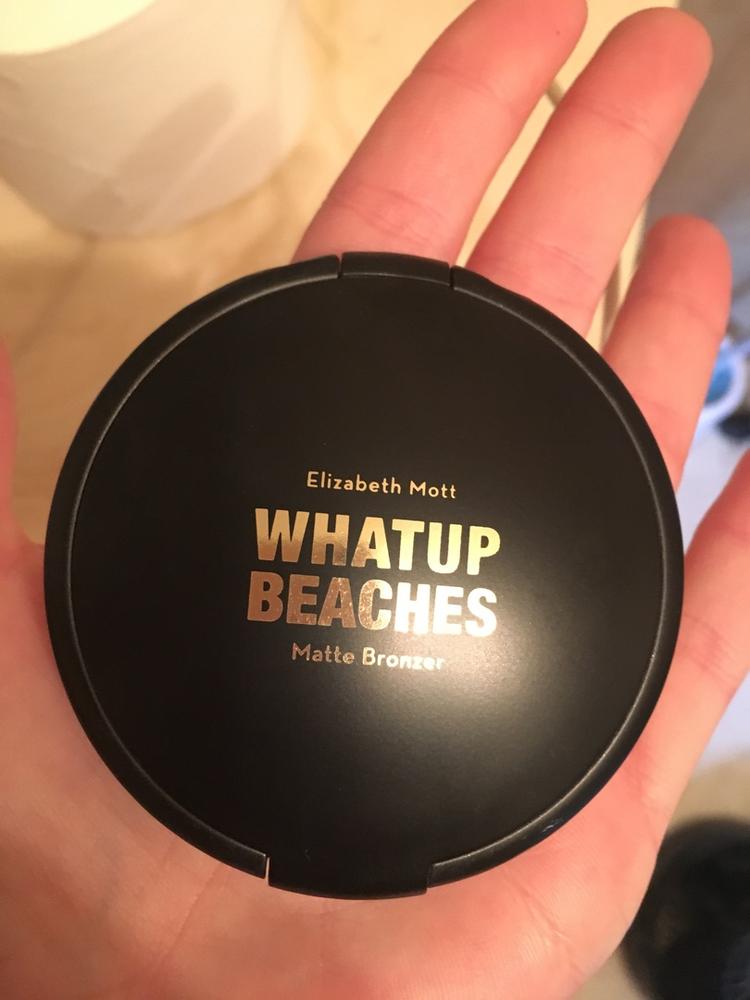 Elizabeth Mott
WHATUP
BEACHES
Matte Bronzer